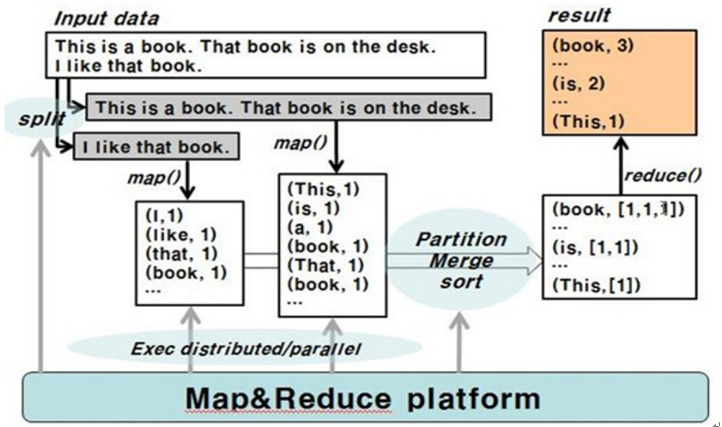 Input data
This is a book. That book is on the desk.
I like that book.
split
This is a book. That book is on the desk.
I like that book.
map()
map()
(I,1)
(like, 1)
(that, 1)
(book, 1)
...
(This,1)
(is, 1)
(a, 1)
(book, 1)
(That, 1)
(book, 1)
...
Partition
Merge
sort
result
(book, 3)
...
(is, 2)
...
(This,1)
reduce()
(book, [1,1,1])
...
(is, [1,1])
...
(This,[1])
Exec distributed/parallel
Map&Reduce platform